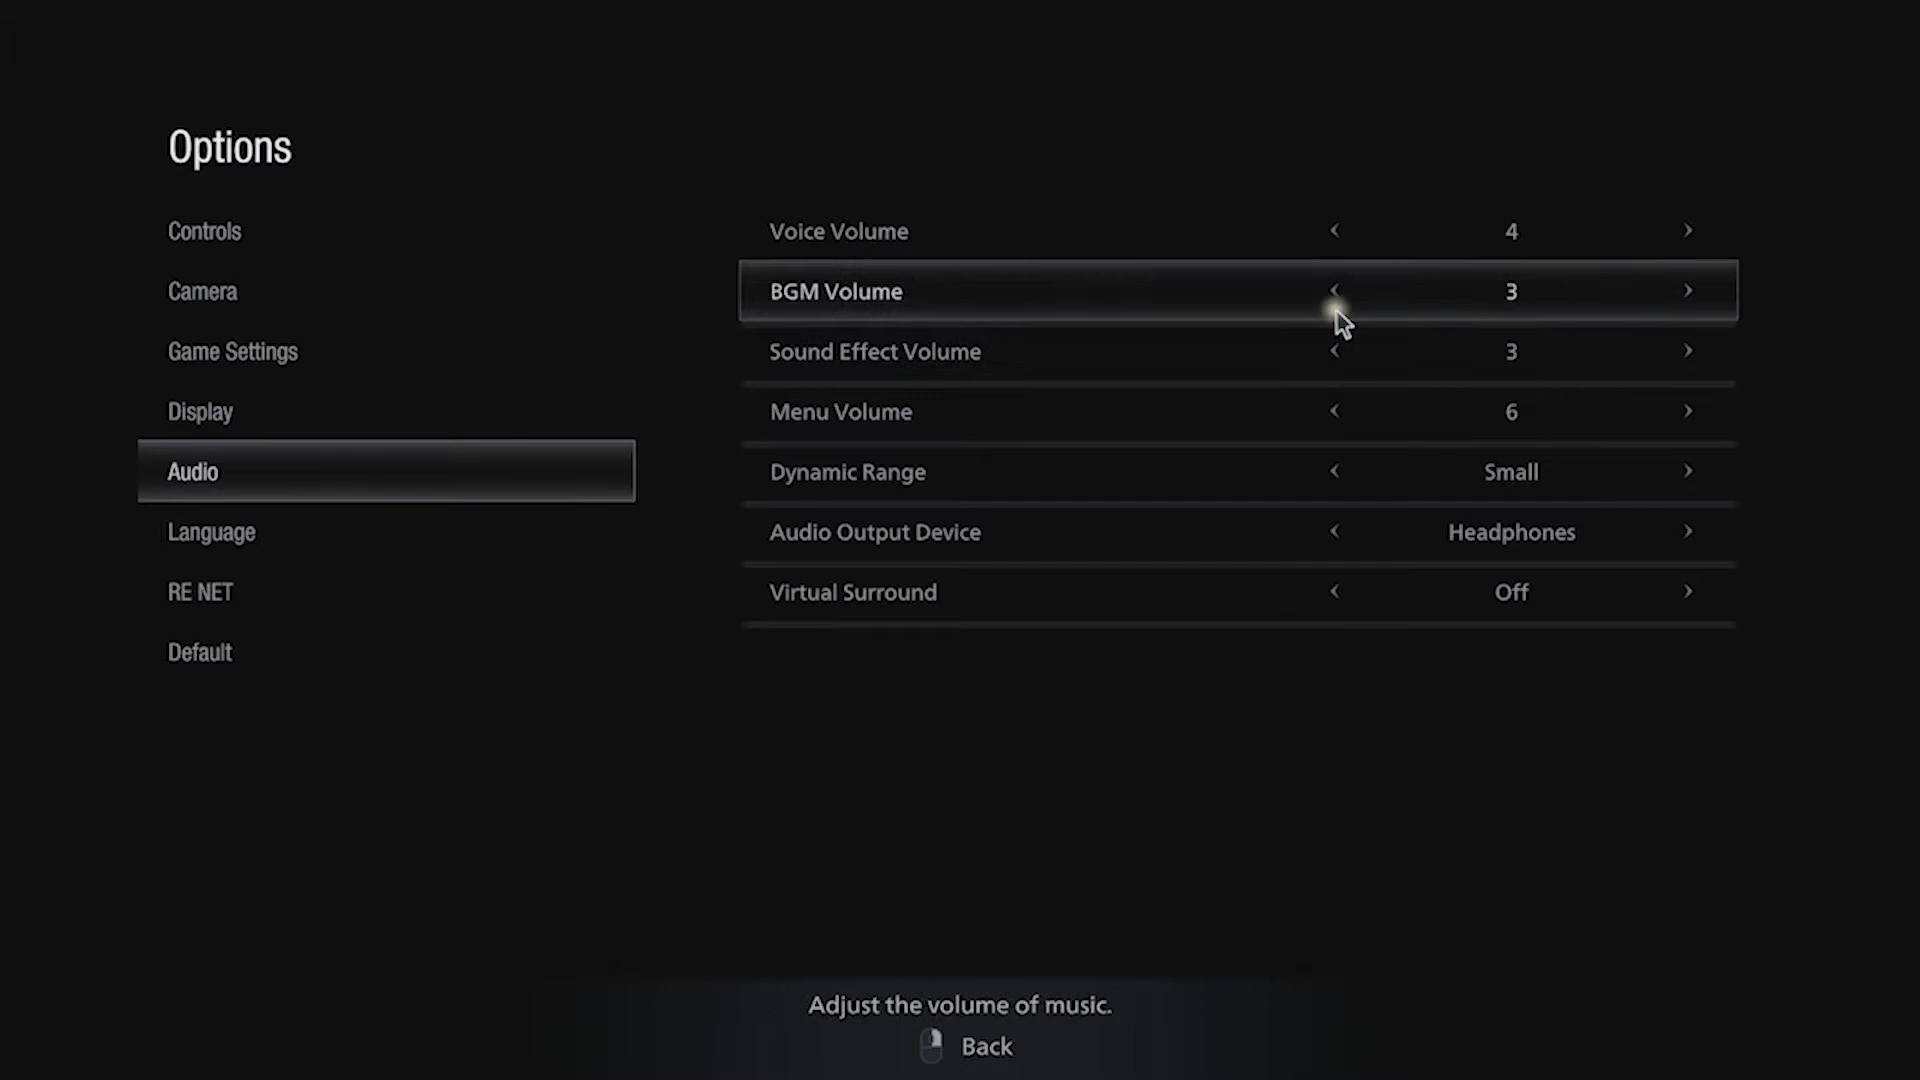 Options
Controls
Camera
Game Settings
Display
Audio
Language
RE NET
Default
Voice Volume 4
BGM Volume 3
Sound Effect Volume 3
Menu Volume 6
Dynamic Range Small
Audio Output Device Headphones
Virtual Surround Off
Adjust the volume of music.
Back